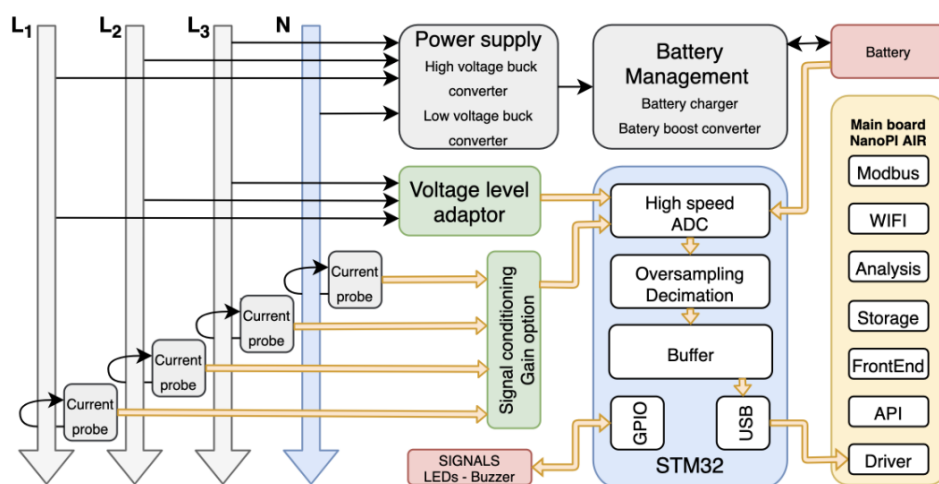 L1 L2 L3 N
Power supply
High voltage buck
converter
Low voltage buck
converter
Battery
Management
Battery charger
Batery boost converter
Battery
Main board
NanoPI AIR
Modbus
WIFI
Analysis
Storage
FrontEnd
API
Driver
Voltage level
adaptor
High speed
ADC
Oversampling
Decimation
Buffer
GPIO
USB
STM32
Current
probe
Current
probe
Current
probe
Current
probe
Signal conditioning
Gain option
SIGNALS
LEDs - Buzzer